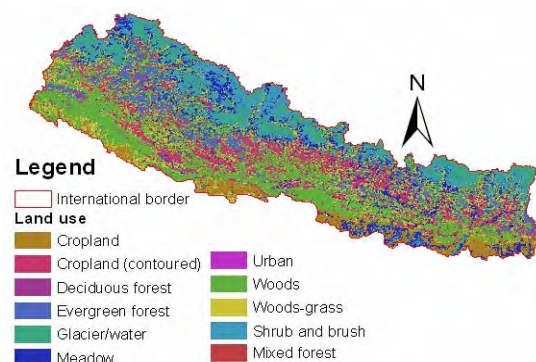 N
Legend
International border
Land use
Cropland
Cropland (contoured)
Deciduous forest
Evergreen forest
Glacier/water
Meadow
Urban
Woods
Woods-grass
Shrub and brush
Mixed forest